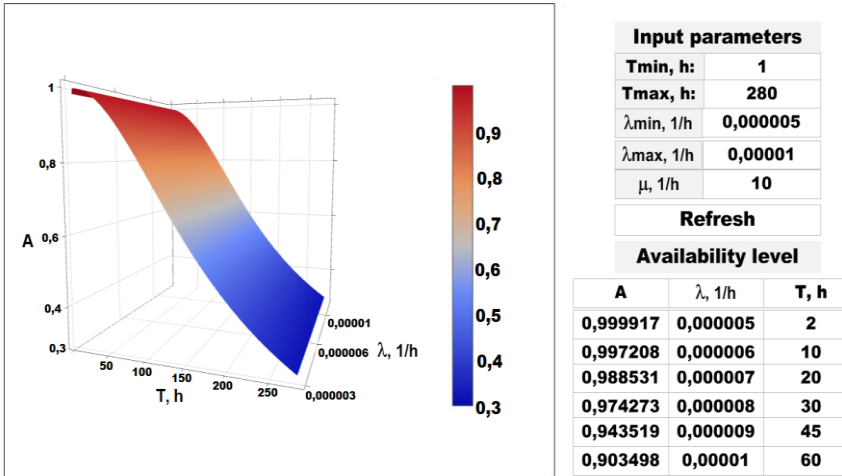 1
0,8
A 0,6
0,4
0,3
50
100
150
200
250
T, h
0,00001
0,000006
0,000003
λ, 1/h
0,9
0,8
0,7
0,6
0,5
0,4
0,3
Input parameters
Tmin, h: 1
Tmax, h: 280
λmin, 1/h 0,000005
λmax, 1/h 0,00001
μ, 1/h 10
Refresh
Availability level
A λ, 1/h T, h
0,999917 0,000005 2
0,997208 0,000006 10
0,988531 0,000007 20
0,974273 0,000008 30
0,943519 0,000009 45
0,903498 0,00001 60